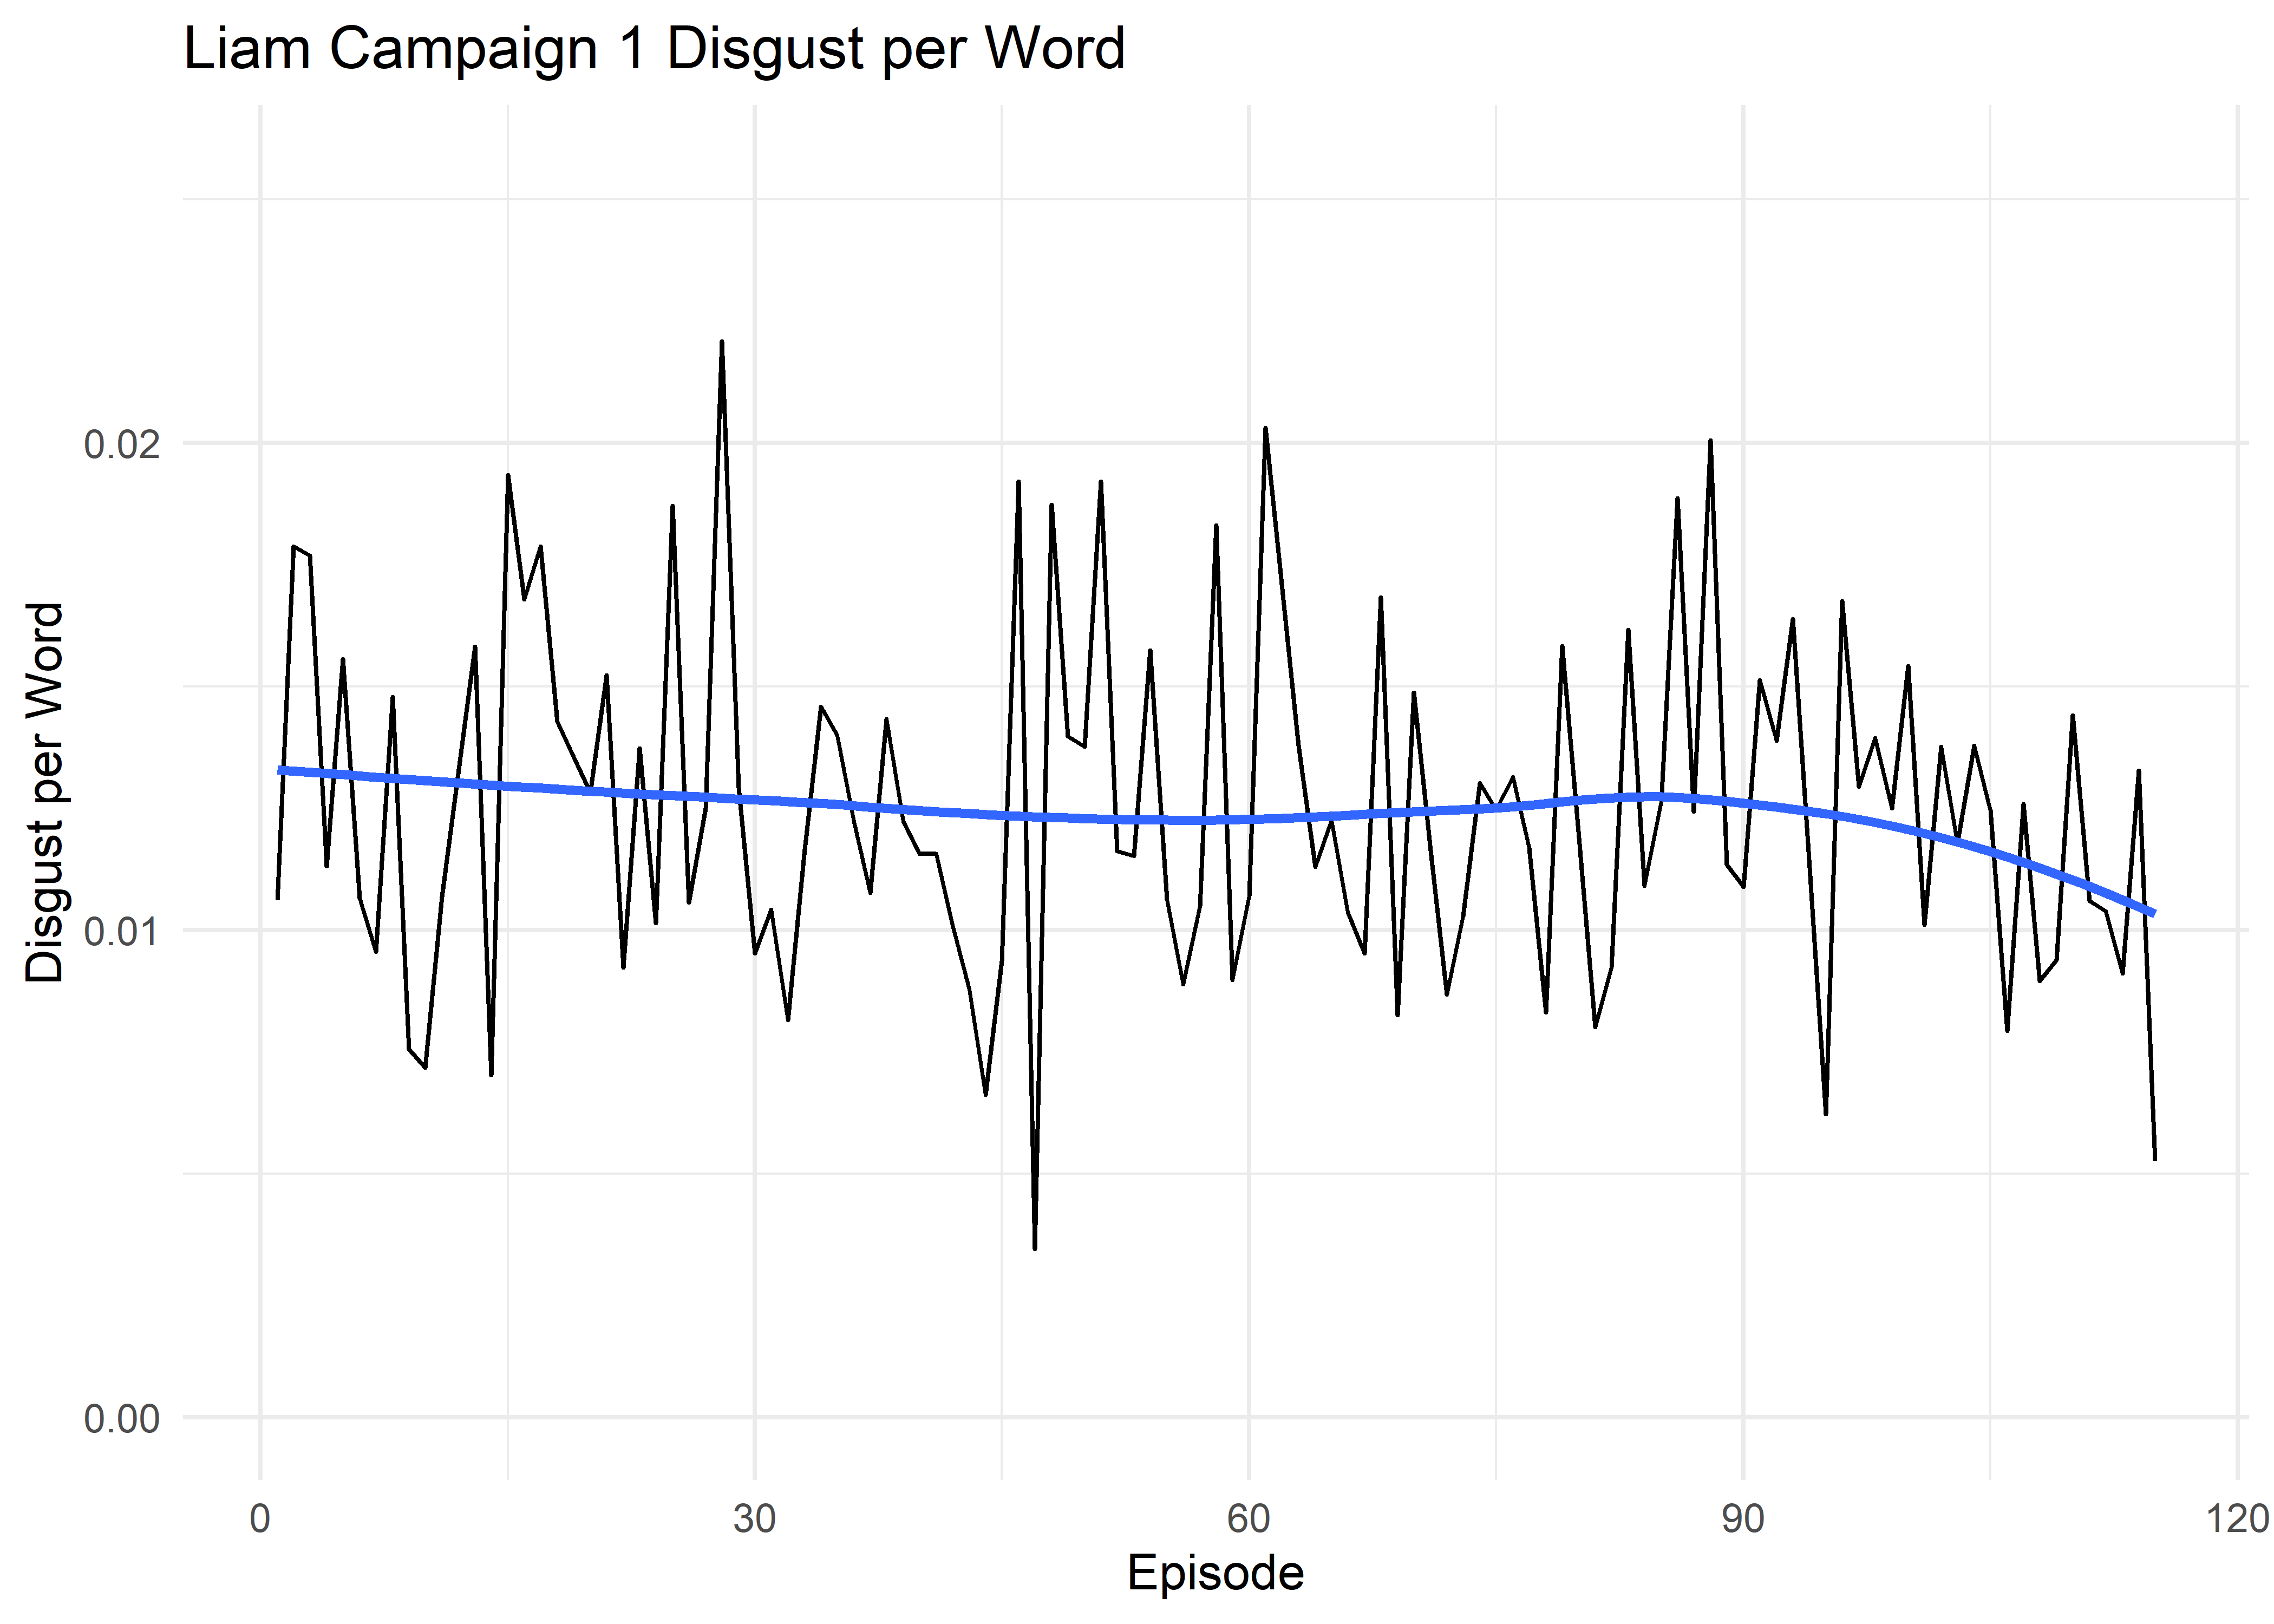 Liam Campaign 1 Disgust per Word
Disgust per Word
0.02
0.01
0.00
0 30 60 90 120
Episode